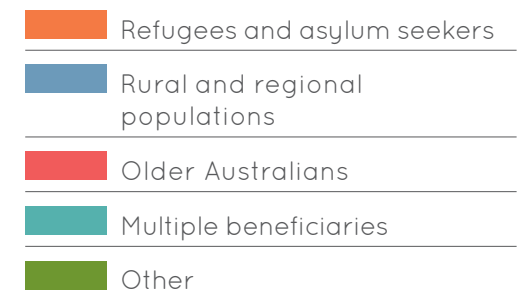 Refugees and asylum seekers
Rural and regional
populations
Older Australians
Multiple beneficiaries
Other